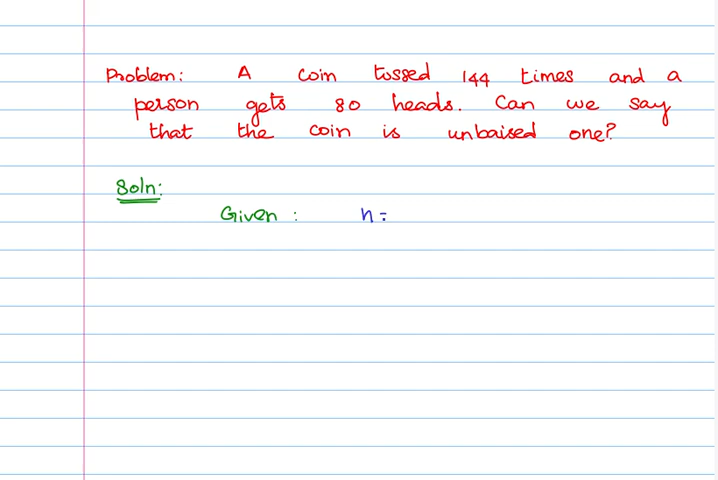 Problem: A coin tossed 144 times and a
person gets 80 heads. Can we say
that the coin is unbaised one?
Soln:
Given : n =